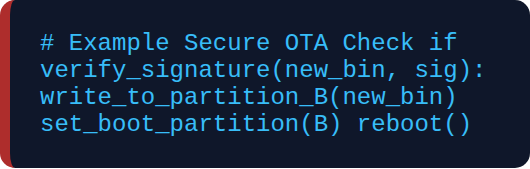 # Example Secure OTA Check if
verify_signature(new_bin, sig):
write_to_partition_B(new_bin)
set_boot_partition(B) reboot()